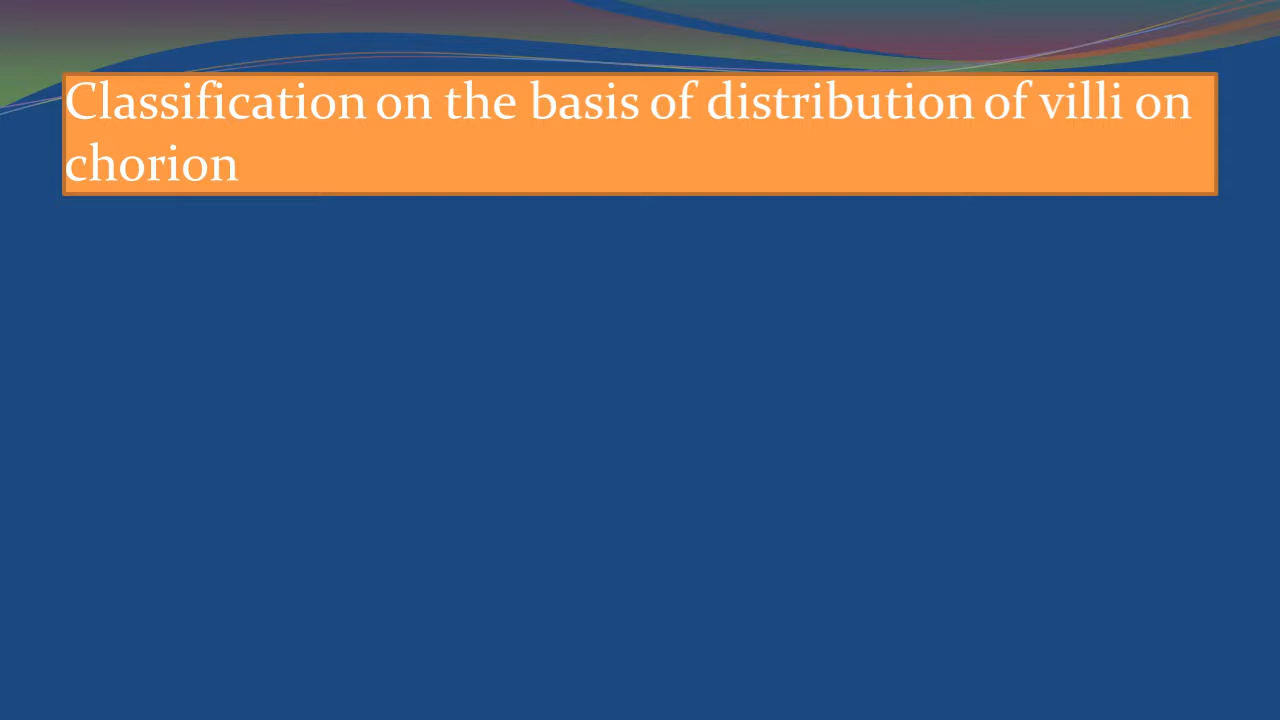 Classification on the basis of distribution of villi on
chorion